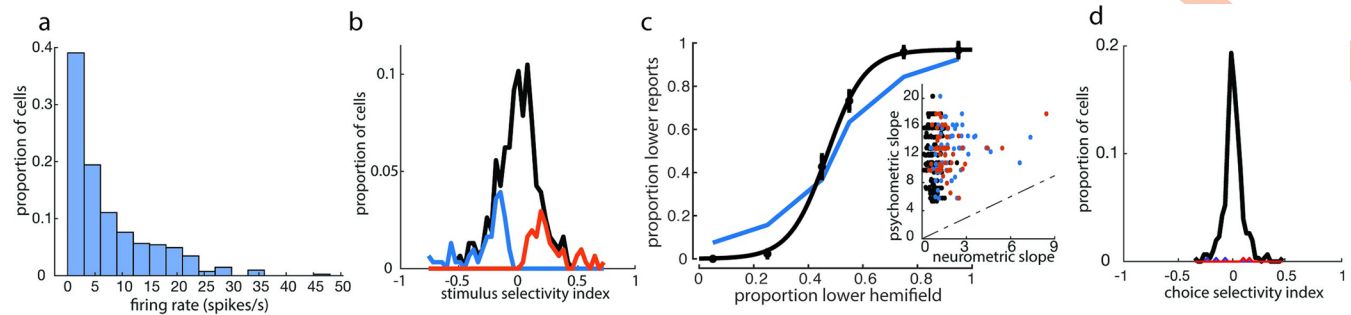 a
proportion of cells
0.4
0.3
0.2
0.1
0
0 5 10 15 20 25 30 35 40 45 50
firing rate (spikes/s)
b
proportion of cells
0.1
0.05
0
-1 -0.5 0 0.5 1
stimulus selectivity index
c
proportion lower reports
1
0.8
0.6
0.4
0.2
0
0 0.2 0.4 0.6 0.8 1
proportion lower hemifield
psychometric slope
20
16
12
8
4
0
0 3 6 9
neurometric slope
d
proportion of cells
0.2
0.1
0
-1 -0.5 0 0.5 1
choice selectivity index